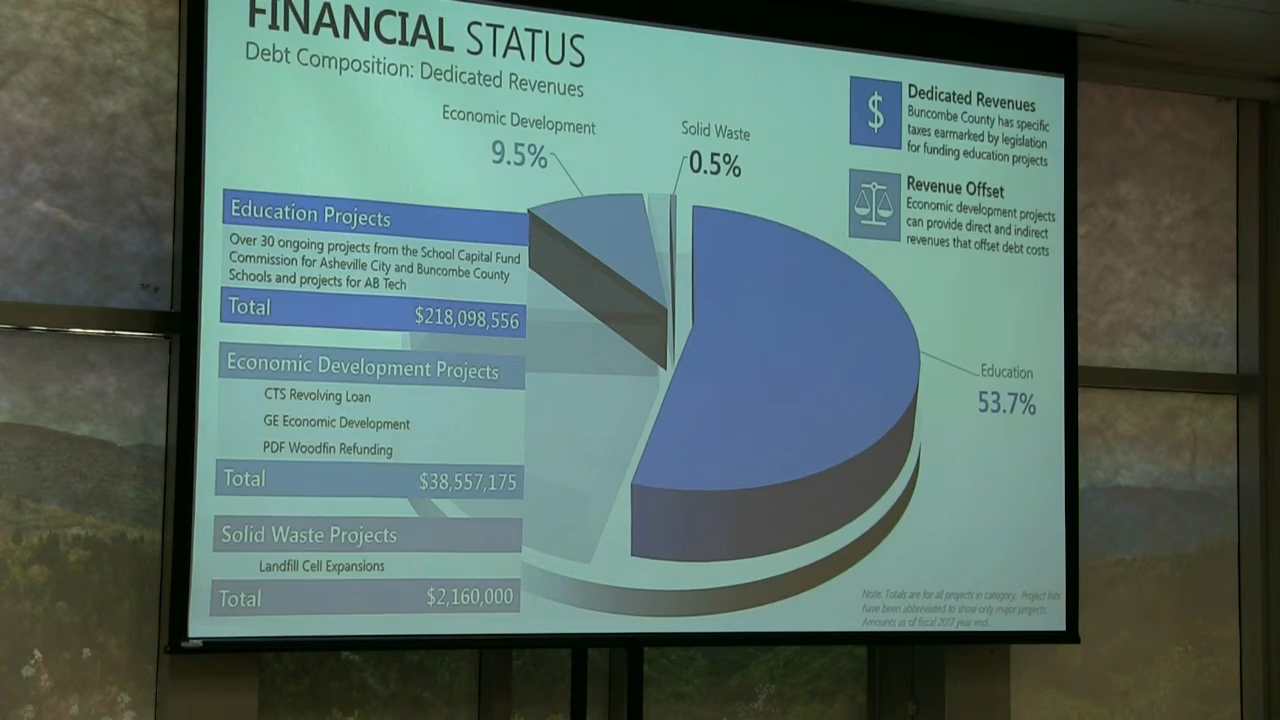 FINANCIAL STATUS
Debt Composition: Dedicated Revenues
Economic Development
9.5%
Solid Waste
0.5%
$
Dedicated Revenues
Buncombe County has specific
taxes earmarked by legislation
for funding education projects
Revenue Offset
Economic development projects
can provide direct and indirect
revenues that offset debt costs
Education Projects
Over 30 ongoing projects from the School Capital Fund
Commission for Asheville City and Buncombe County
Schools and projects for AB Tech
Total $218,098,556
Economic Development Projects
CTS Revolving Loan
GE Economic Development
PDF Woodfin Refunding
Total $38,557,175
Solid Waste Projects
Landfill Cell Expansions
Total $2,160,000
Education
53.7%
Note: Totals are for all projects in category. Project lists
have been abbreviated to show only major projects.
Amounts as of fiscal 2017 year end.